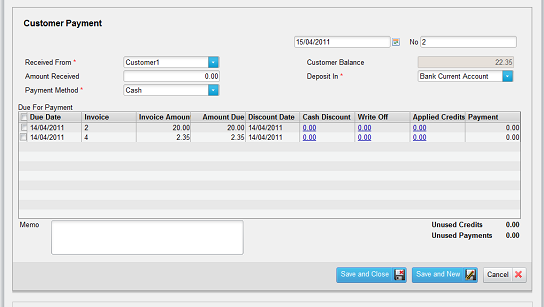 Customer Payment
15/04/2011 No 2
Received From * Customer1 Customer Balance 22.35
Amount Received 0.00 Deposit In * Bank Current Account
Payment Method * Cash
Due For Payment
Due Date Invoice Invoice Amoun Amount Due Discount Date Cash Discount Write Off Applied Credits Payment
14/04/2011 2 20.00 20.00 14/04/2011 0.00 0.00 0.00 0.00
14/04/2011 4 2.35 2.35 14/04/2011 0.00 0.00 0.00 0.00
Memo Unused Credits 0.00
Unused Payments 0.00
Save and Close Save and New Cancel